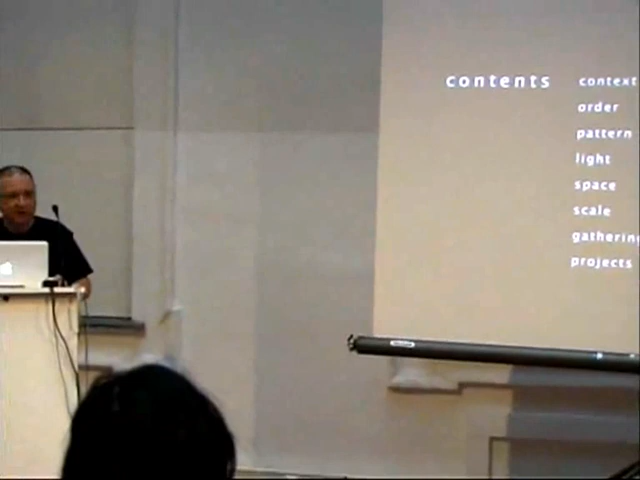 contents
context
order
pattern
light
space
scale
gathering
projects